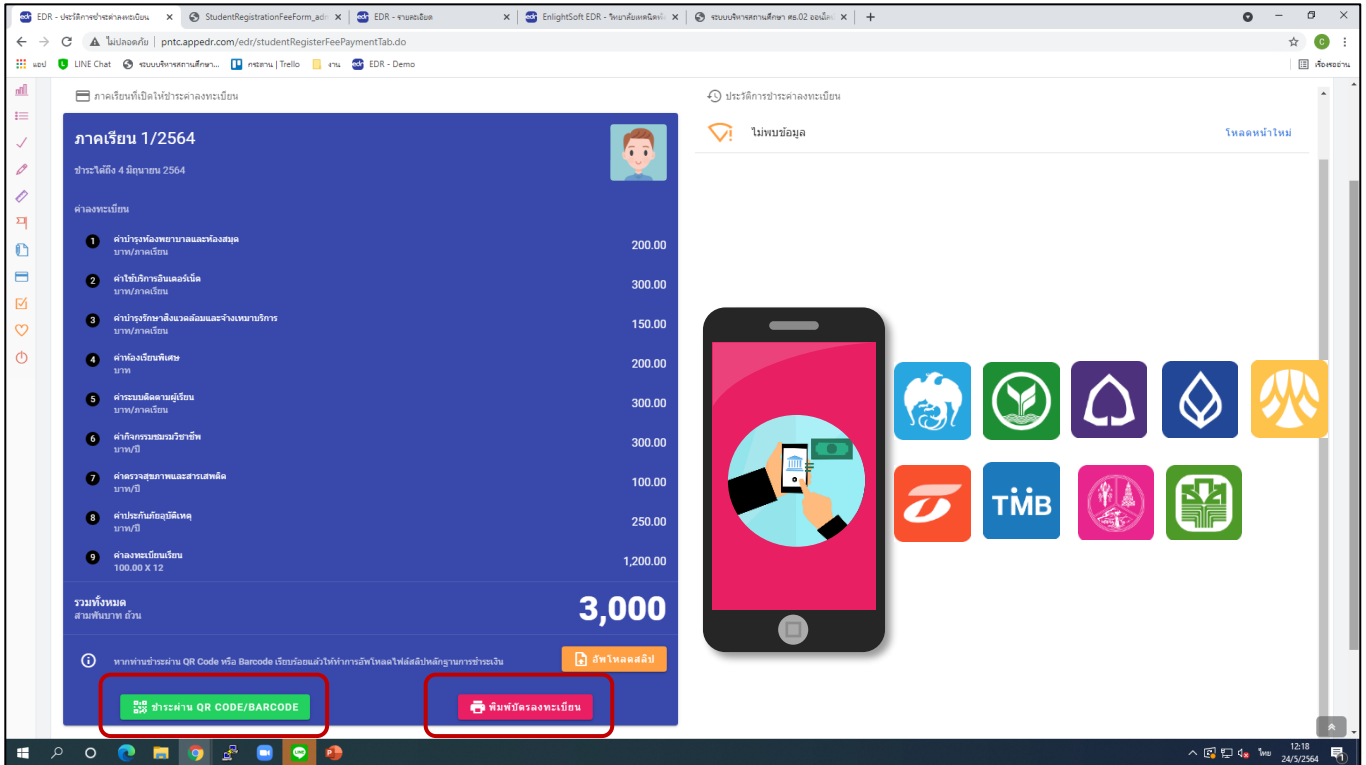 EDR - ประวัติการชำระค่าลงทะเบียน
StudentRegistrationFeeForm_adm
EDR - รายละเอียด
EnlightSoft EDR - วิทยาลัยเทคนิคพั
ระบบบริหารสถานศึกษา ศธ.02 ออนไลน์
ไม่ปลอดภัย | pntc.appedr.com/edr/studentRegisterFeePaymentTab.do
C
แอป
LINE Chat
ระบบบริหารสถานศึกษา...
กระดาน | Trello
งาน
EDR - Demo
เรื่องรออ่าน
ภาคเรียนที่เปิดให้ชำระค่าลงทะเบียน
ประวัติการชำระค่าลงทะเบียน
ไม่พบข้อมูล
โหลดหน้าใหม่
ภาคเรียน 1/2564
ชำระได้ถึง 4 มิถุนายน 2564
ค่าลงทะเบียน
1 ค่าบำรุงห้องพยาบาลและห้องสมุด 200.00
บาท/ภาคเรียน
2 ค่าใช้บริการอินเตอร์เน็ต 300.00
บาท/ภาคเรียน
3 ค่าบำรุงรักษาสิ่งแวดล้อมและจ้างเหมาบริการ 150.00
บาท/ภาคเรียน
4 ค่าห้องเรียนพิเศษ 200.00
บาท
5 ค่าระบบติดตามผู้เรียน 300.00
บาท/ภาคเรียน
6 ค่ากิจกรรมชมรมวิชาชีพ 300.00
บาท/ปี
7 ค่าตรวจสุขภาพและสารเสพติด 100.00
บาท/ปี
8 ค่าประกันภัยอุบัติเหตุ 250.00
บาท/ปี
9 ค่าลงทะเบียนเรียน 1,200.00
100.00 X 12
รวมทั้งหมด 3,000
สามพันบาท ถ้วน
หากท่านชำระผ่าน QR Code หรือ Barcode เรียบร้อยแล้วให้ทำการอัพโหลดไฟล์สลิปหลักฐานการชำระเงิน
อัพโหลดสลิป
ชำระผ่าน QR CODE/BARCODE
พิมพ์บัตรลงทะเบียน
TMB
ไทย
12:18
24/5/2564